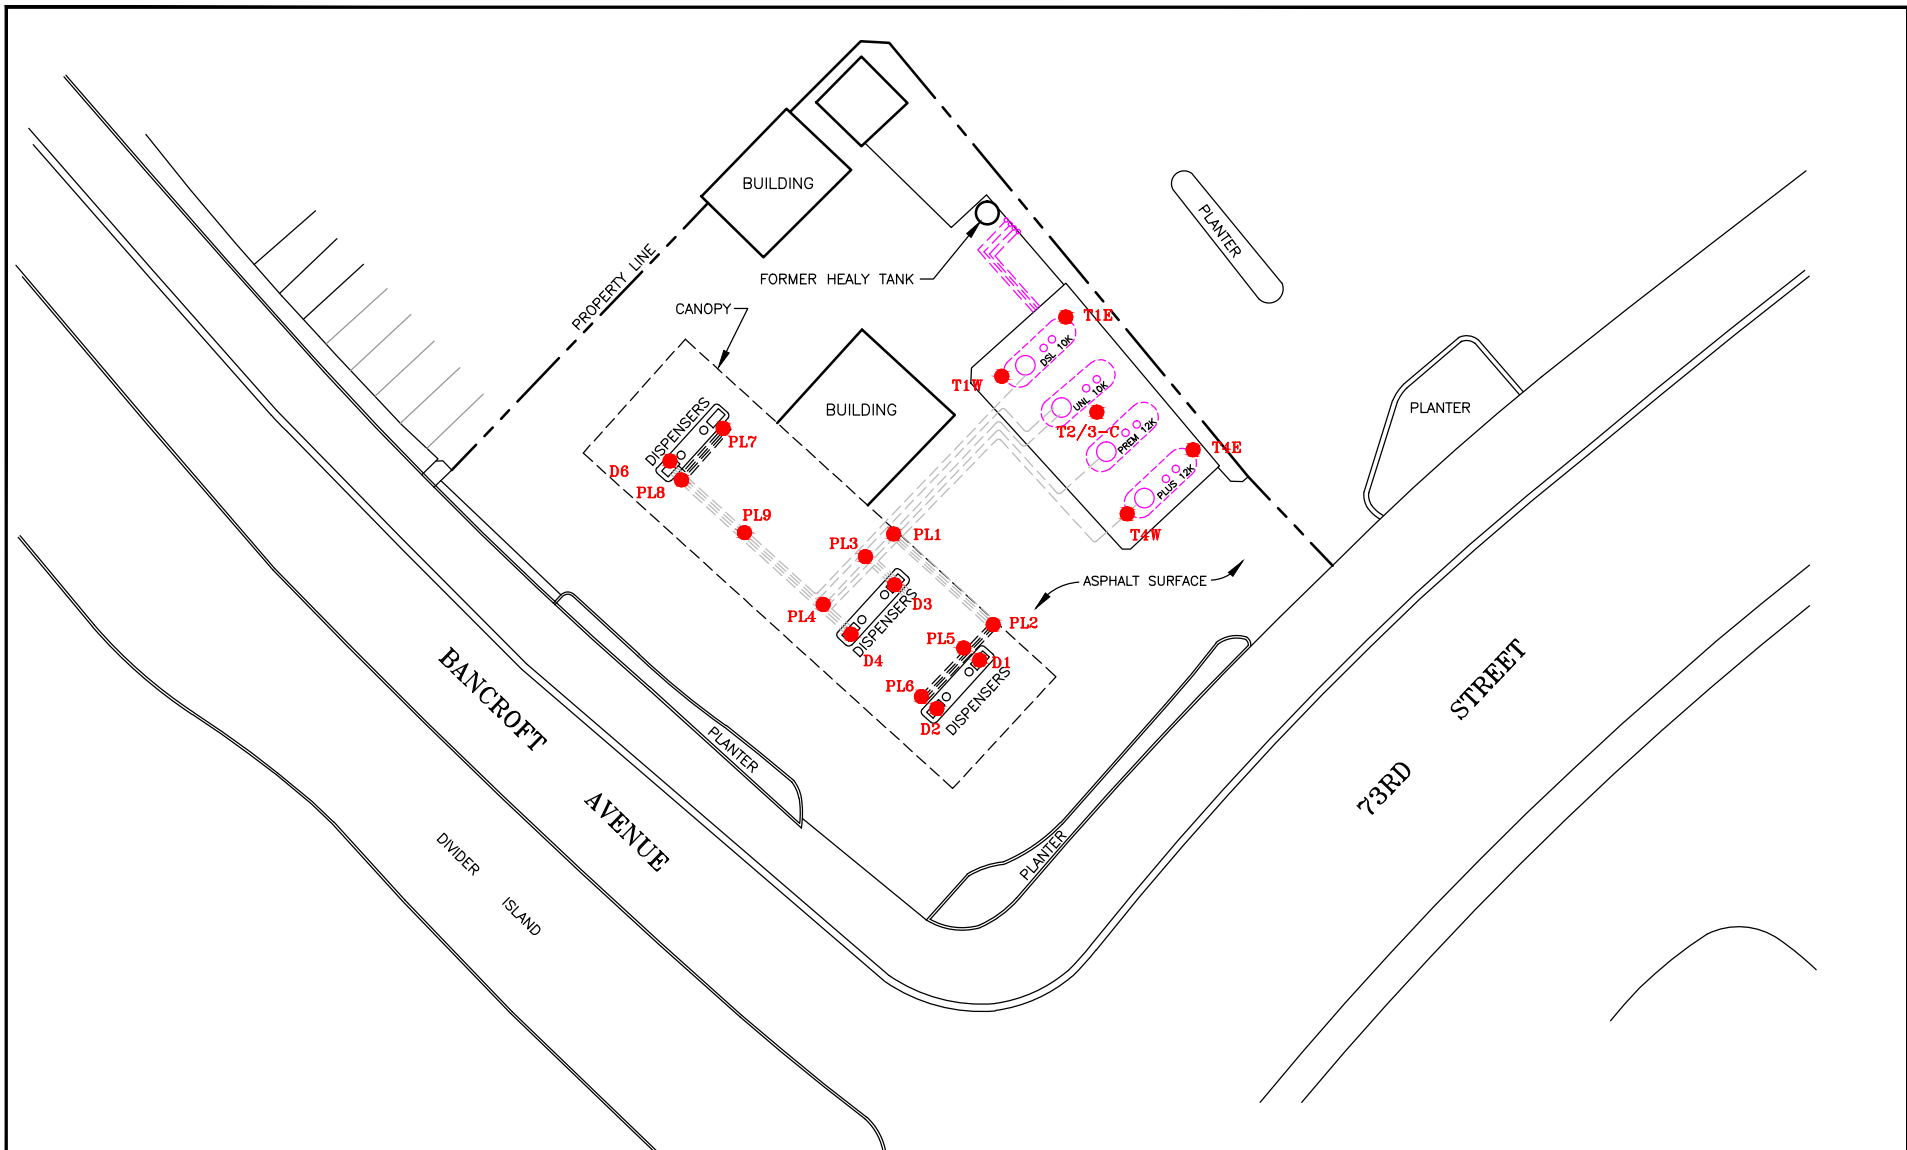 BUILDING
PLANTER
PROPERTY LINE
FORMER HEALY TANK
CANOPY
T1E
DSL 10K
T1W
UNL 10K
BUILDING
PLANTER
DISPENSERS
T2/3-C
PREM 12K
PL7
T4E
D6
PL8
PLUS 12K
PL9
T4W
PL1
PL3
ASPHALT SURFACE
D3
DISPENSERS
PL4
PL2
PL5
D4
D1
PL6
DISPENSERS
D2
BANCROFT
AVENUE
PLANTER
73RD
STREET
PLANTER
DIVIDER
ISLAND